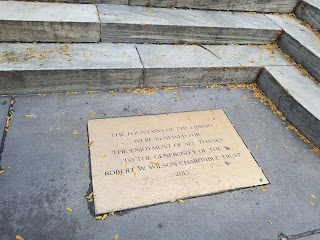 THE FOUNTAINS OF THE LIBRARY
WERE RENEWED FOR
THE ENJOYMENT OF ALL THANKS
TO THE GENEROSITY OF THE
ROBERT W. WILSON CHARITABLE TRUST
2015